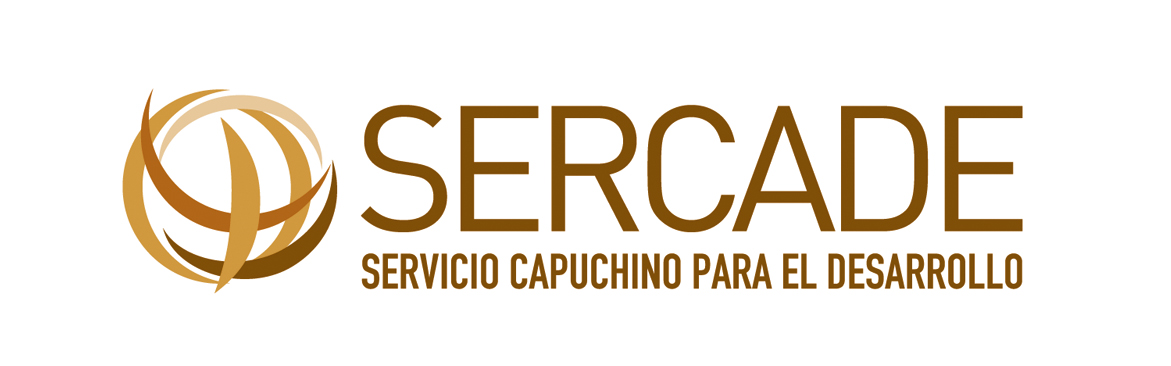 SERCADE
SERVICIO CAPUCHINO PARA EL DESARROLLO